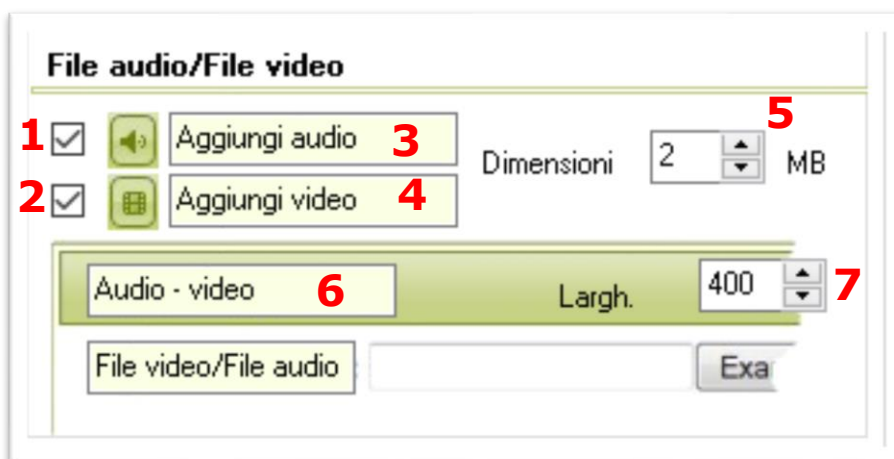 File audio/File video
1 Aggiungi audio 3 Dimensioni 2 5 MB
2 Aggiungi video 4
Audio - video 6 Largh. 400 7
File video/File audio : Exa